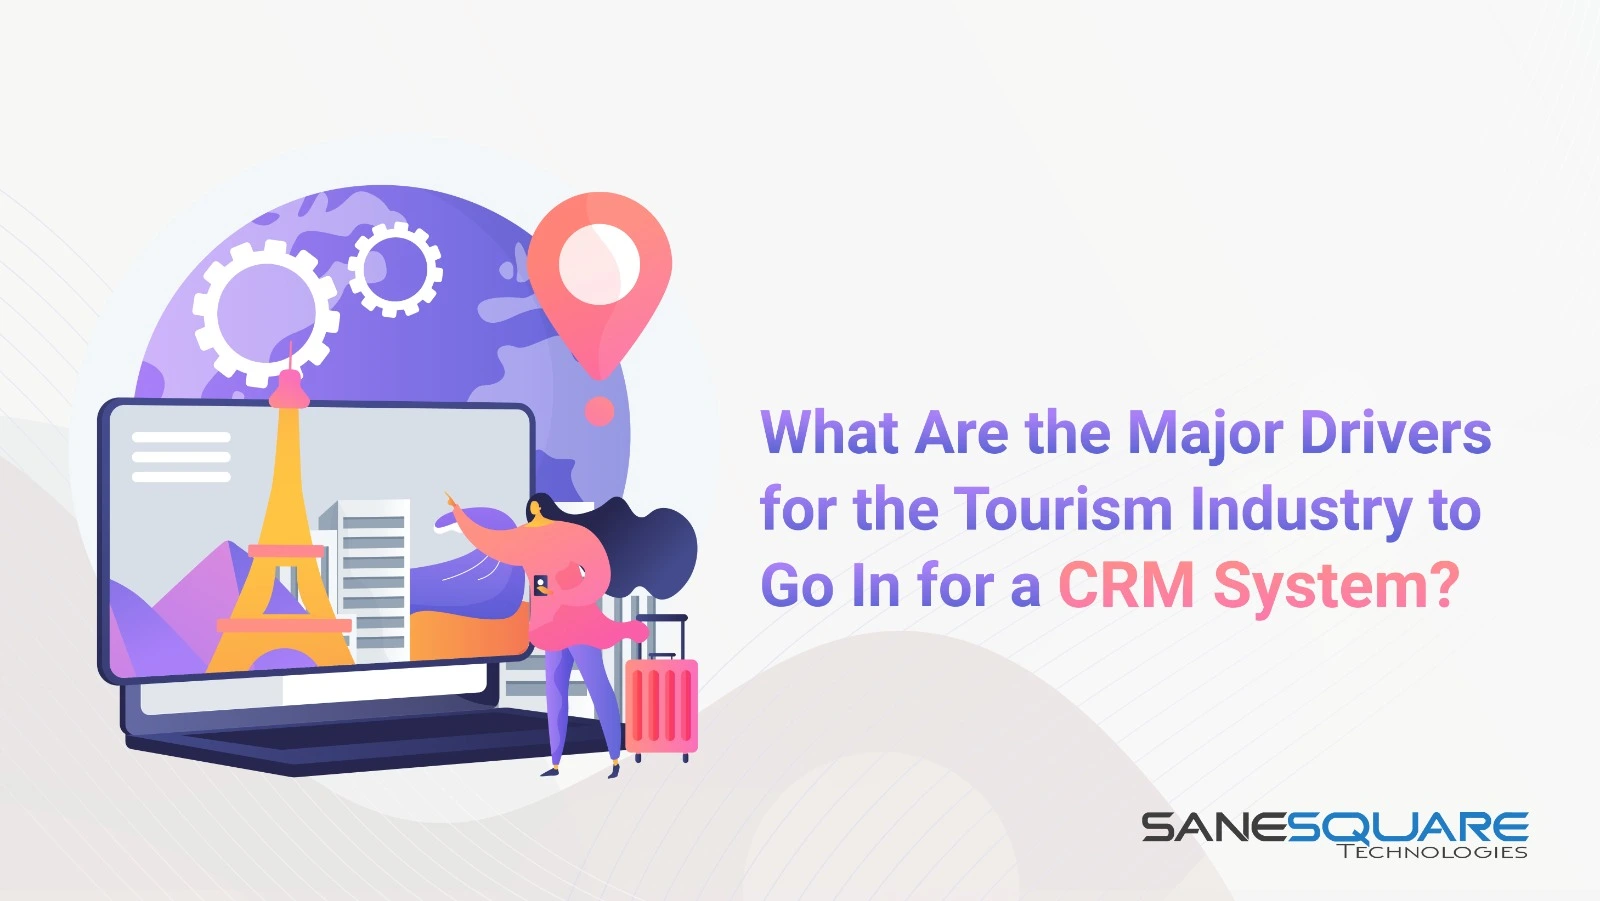 What Are the Major Drivers
for the Tourism Industry to
Go In for a CRM System?
SANESQUARE
TECHNOLOGIES